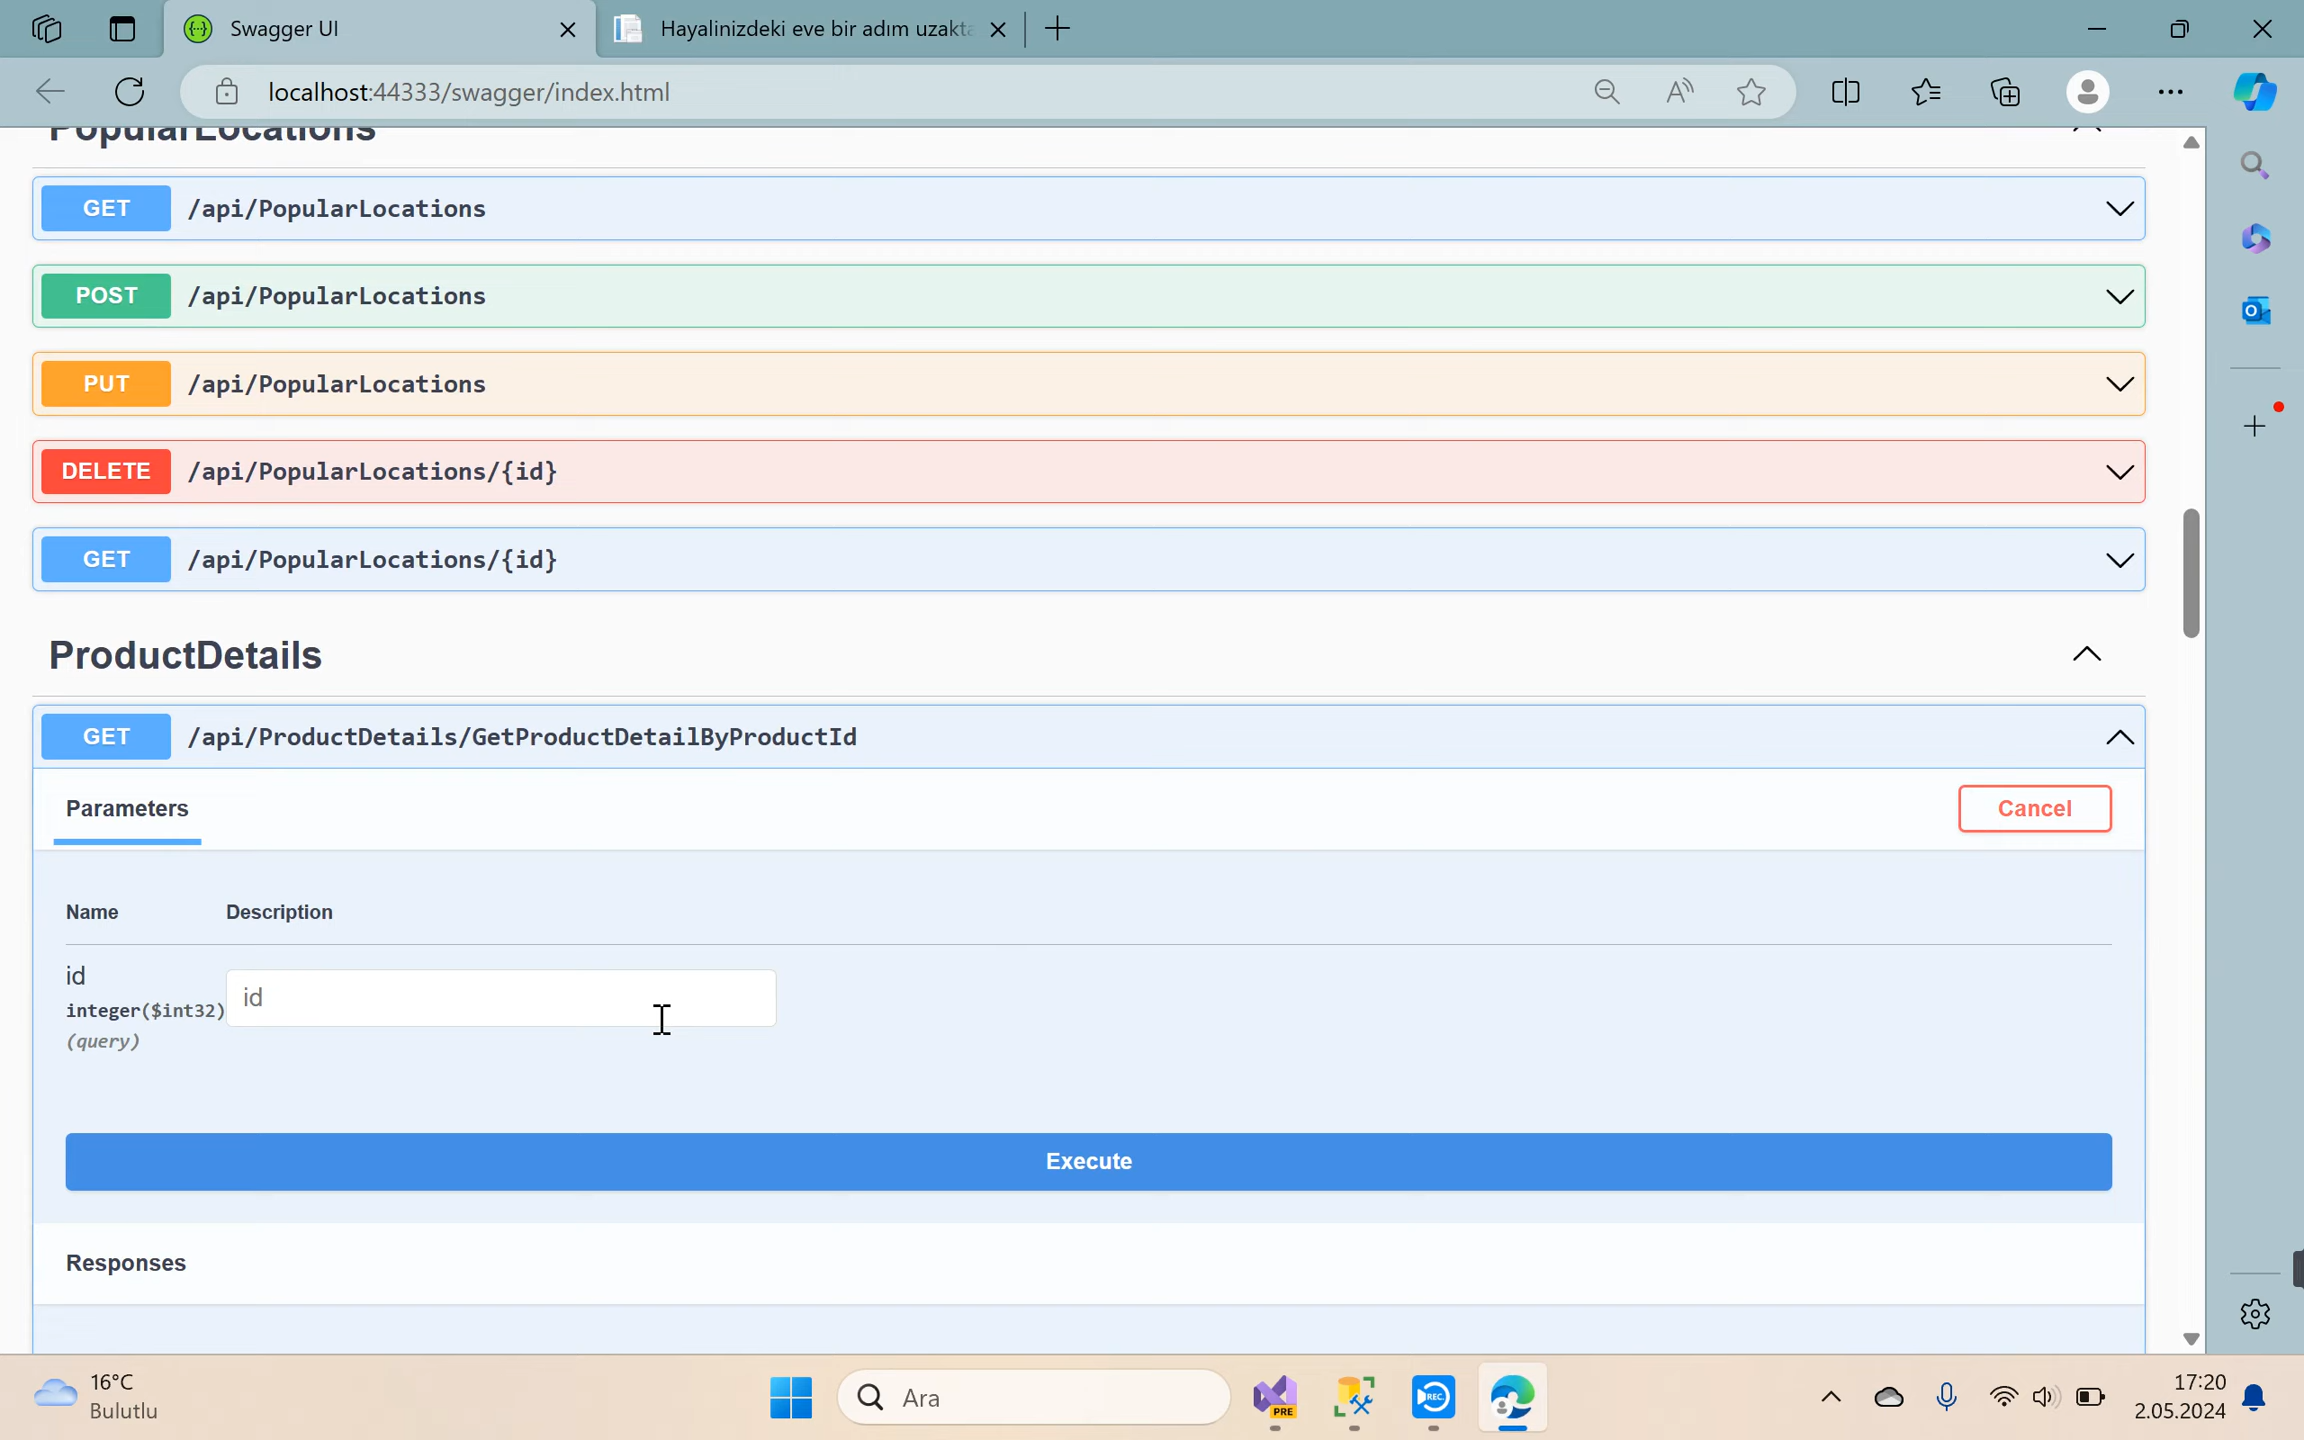 Swagger UI
Hayalinizdeki eve bir adım uzakta
localhost:44333/swagger/index.html
PopularLocations
GET /api/PopularLocations
POST /api/PopularLocations
PUT /api/PopularLocations
DELETE /api/PopularLocations/{id}
GET /api/PopularLocations/{id}
ProductDetails
GET /api/ProductDetails/GetProductDetailByProductId
Parameters
Cancel
Name Description
id
integer($int32)
(query)
id
Execute
Responses
16°C
Bulutlu
Ara
PRE
REC
17:20
2.05.2024